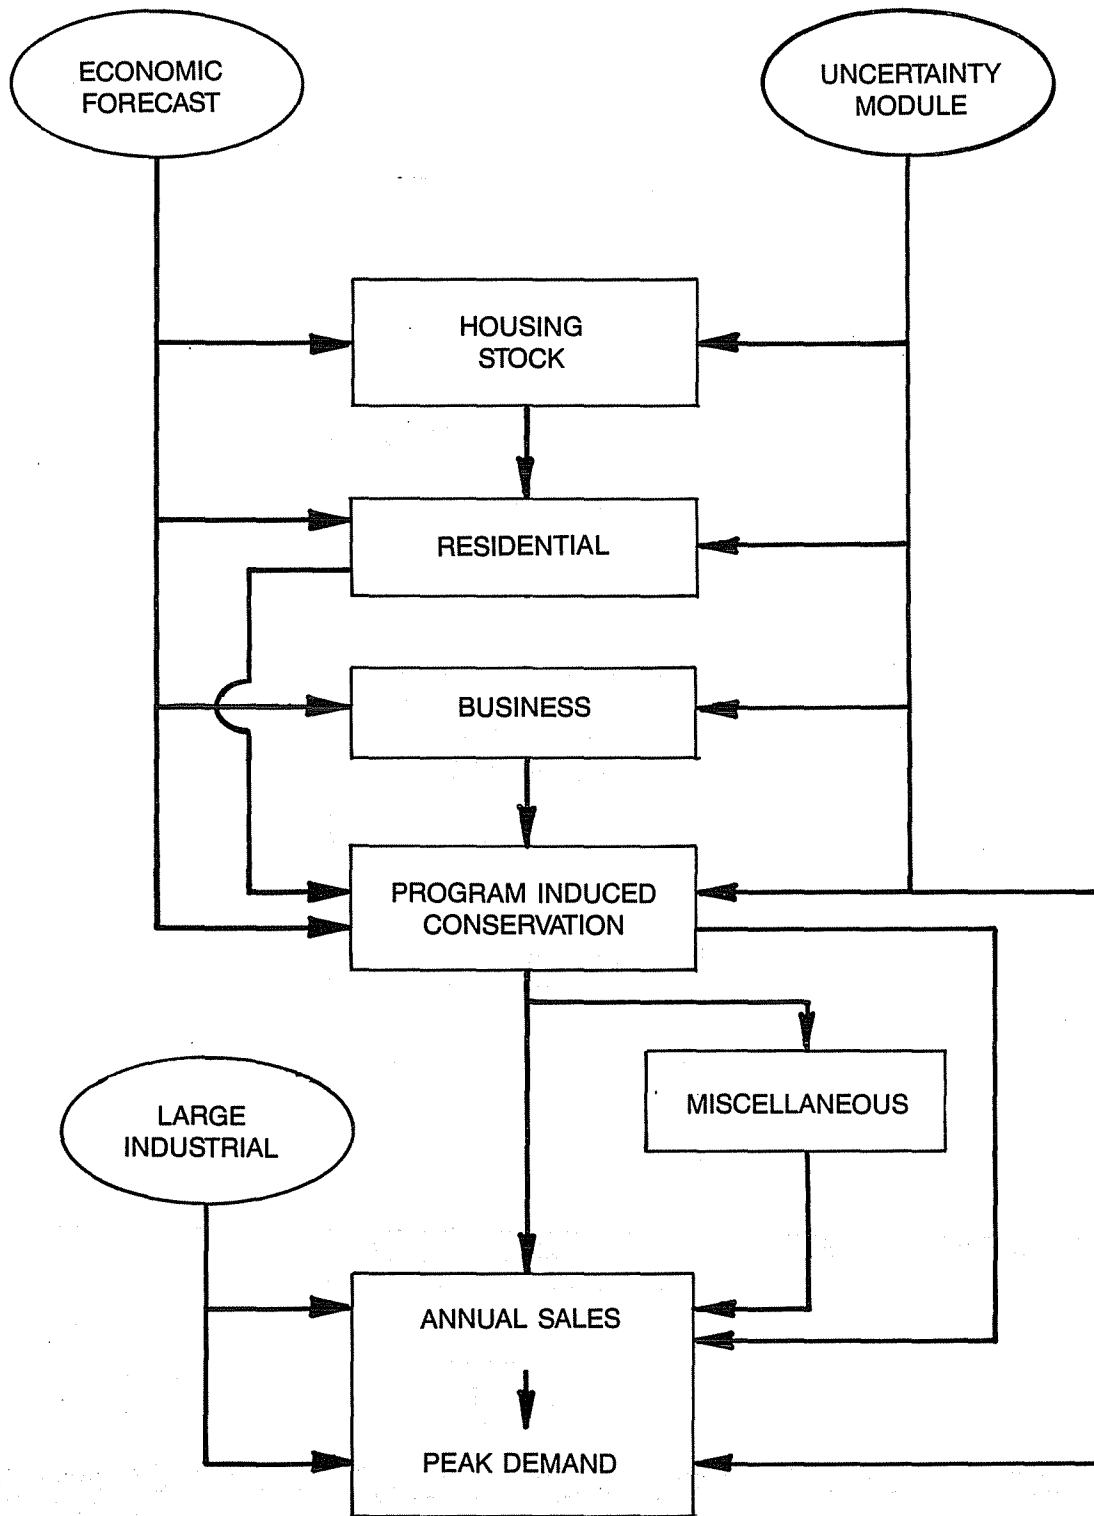 ECONOMIC
FORECAST
UNCERTAINTY
MODULE
HOUSING
STOCK
RESIDENTIAL
BUSINESS
PROGRAM INDUCED
CONSERVATION
MISCELLANEOUS
LARGE
INDUSTRIAL
ANNUAL SALES
PEAK DEMAND